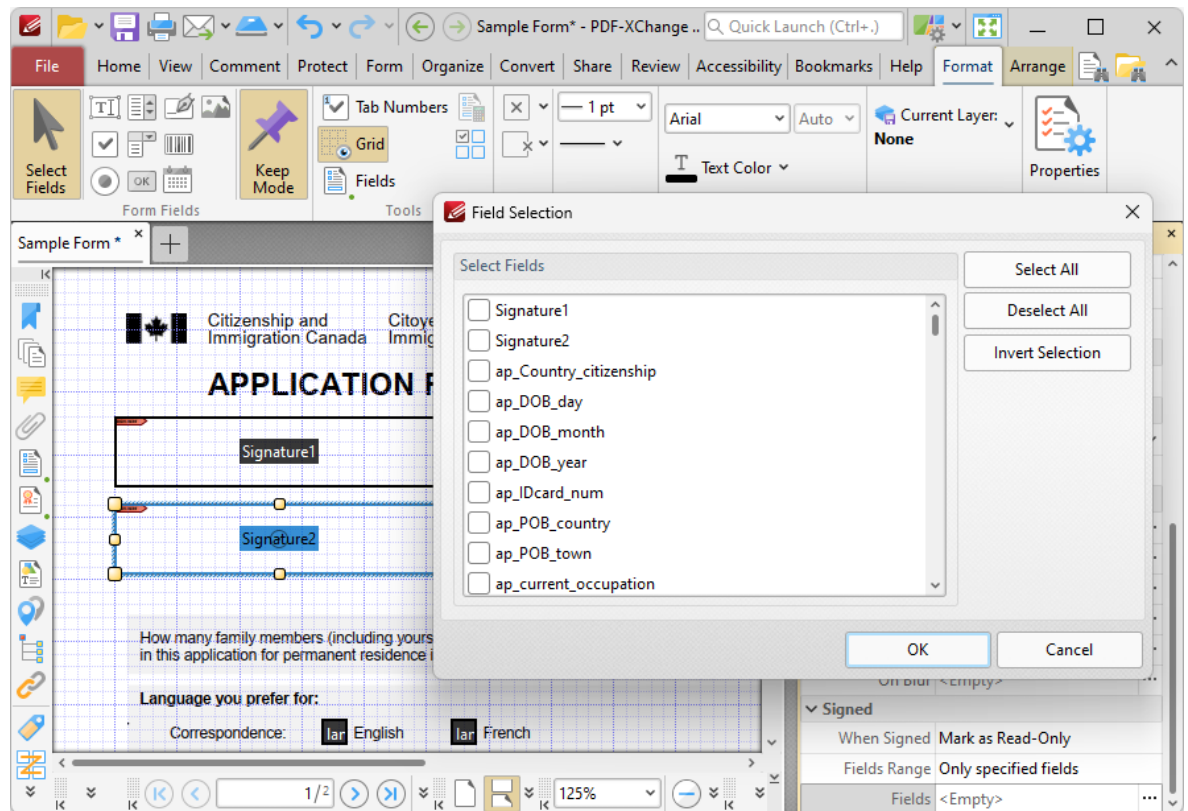 Sample Form* - PDF-XChange ..
Quick Launch (Ctrl+.)
File Home View Comment Protect Form Organize Convert Share Review Accessibility Bookmarks Help Format Arrange
Tab Numbers
1 pt
Arial
Auto
Current Layer:
None
Grid
Text Color
Select
Fields
OK
Keep
Mode
Fields
Properties
Form Fields
Tools
Field Selection
Sample Form *
Select Fields
Select All
Deselect All
Invert Selection
Signature1
Signature2
ap_Country_citizenship
ap_DOB_day
ap_DOB_month
ap_DOB_year
ap_IDcard_num
ap_POB_country
ap_POB_town
ap_current_occupation
OK
Cancel
Citizenship and
Immigration Canada
APPLICATION
Signature1
Signature2
How many family members (including yours
in this application for permanent residence
Language you prefer for:
Correspondence: lar English lar French
On Blur <Empty>
Signed
When Signed Mark as Read-Only
Fields Range Only specified fields
Fields <Empty>
1/2
125%